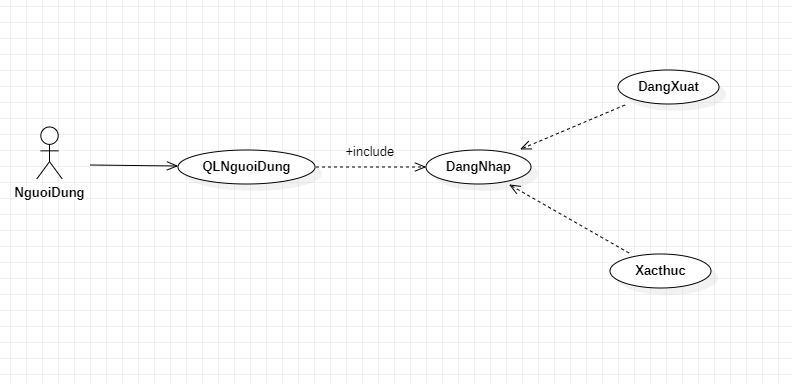 DangXuat
+include
QLNguoiDung
DangNhap
NguoiDung
Xacthuc